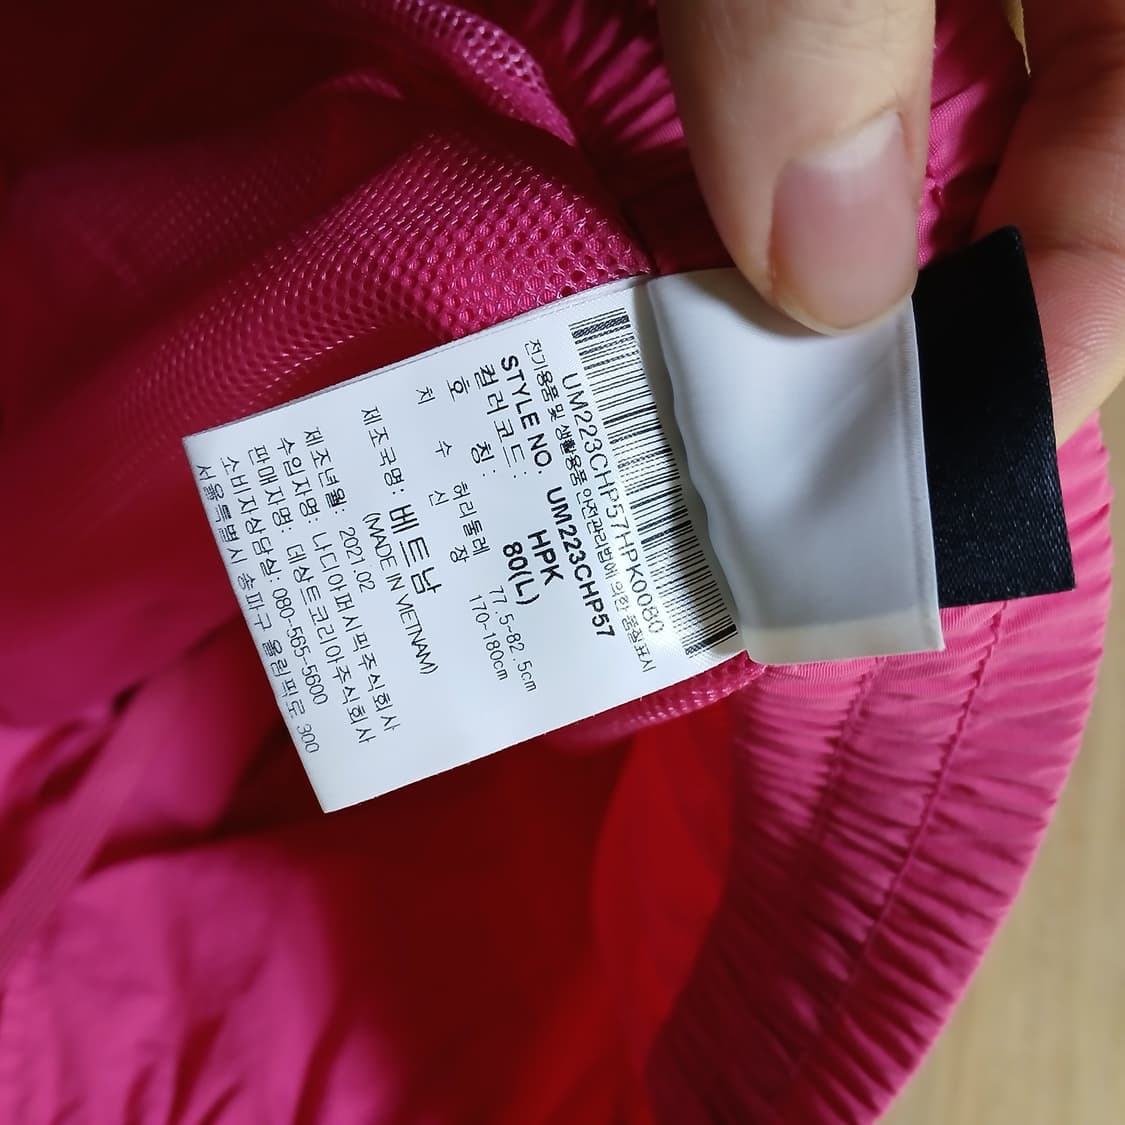 UM223CHP57HPK0080
전기용품 및 생활용품 안전관리법에 의한 품질표시
STYLE NO. UM223CHP57
컬러코드: HPK
호 칭: 80(L)
치 수 허리둘레 77.5-82.5cm
신 장 170-180cm
제조국명: 베트남
(MADE IN VIETNAM)
제조년월: 2021.02
수입자명: 나디아퍼시픽주식회사
판매자명: 데상트코리아주식회사
소비자상담실: 080-565-5600
서울특별시 송파구 올림픽로 300